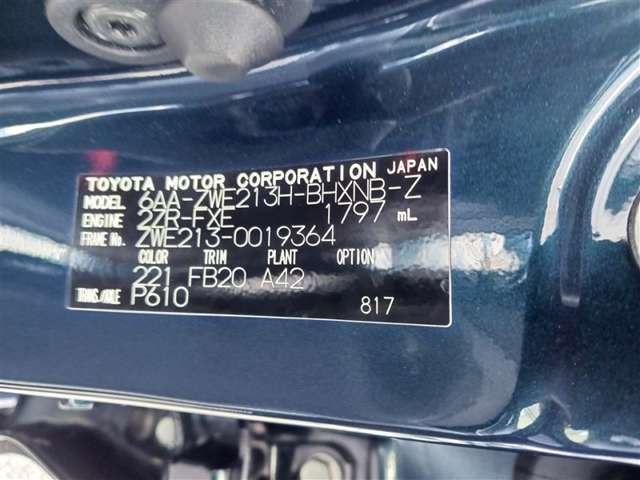 TOYOTA MOTOR CORPORATION JAPAN
MODEL 6AA-ZWE213H-BHXNB-Z
ENGINE 2ZR-FXE 1797 mL
FRAME No. ZWE213-0019364
COLOR TRIM PLANT OPTION
221 FB20 A42
TRANS/AXLE P610 817